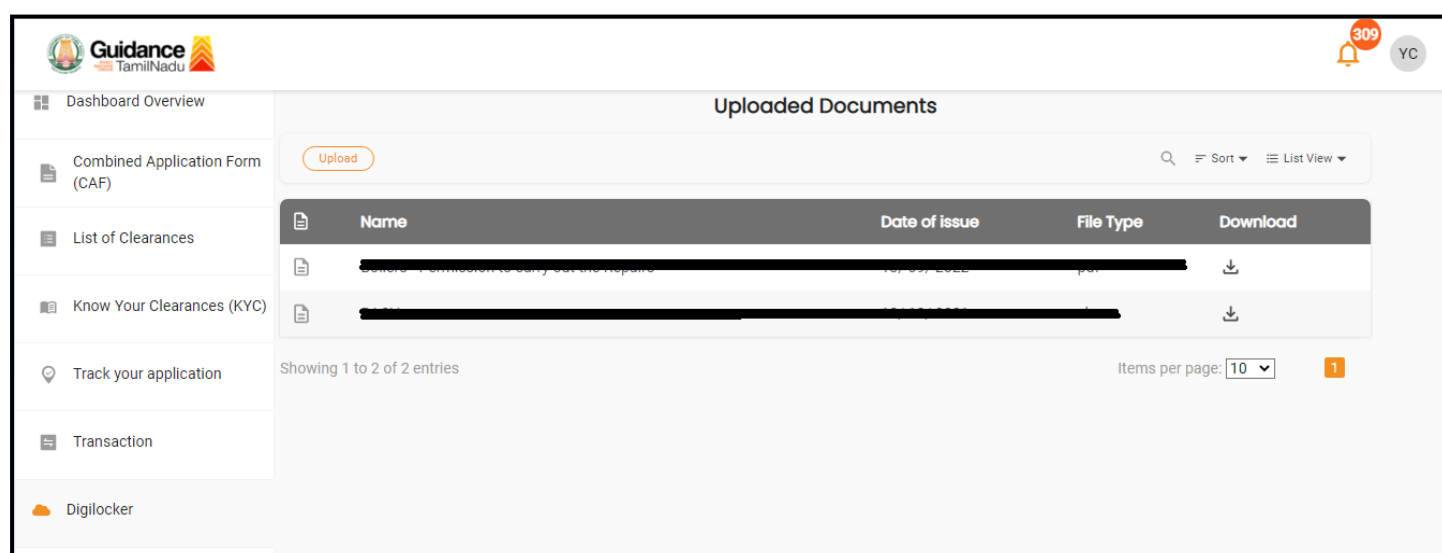 Guidance
TamilNadu
309
YC
Dashboard Overview
Uploaded Documents
Combined Application Form
(CAF)
Upload
Sort
List View
Name
Date of issue
File Type
Download
List of Clearances
Know Your Clearances (KYC)
Showing 1 to 2 of 2 entries
Items per page: 10
1
Track your application
Transaction
Digilocker